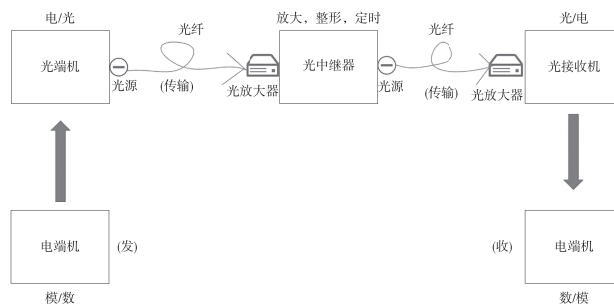 电/光
光纤
放大，整形，定时
光纤
光/电
光端机
光中继器
光接收机
光源
(传输)
光放大器
光源
(传输)
光放大器
电端机
(发)
(收)
电端机
模/数
数/模